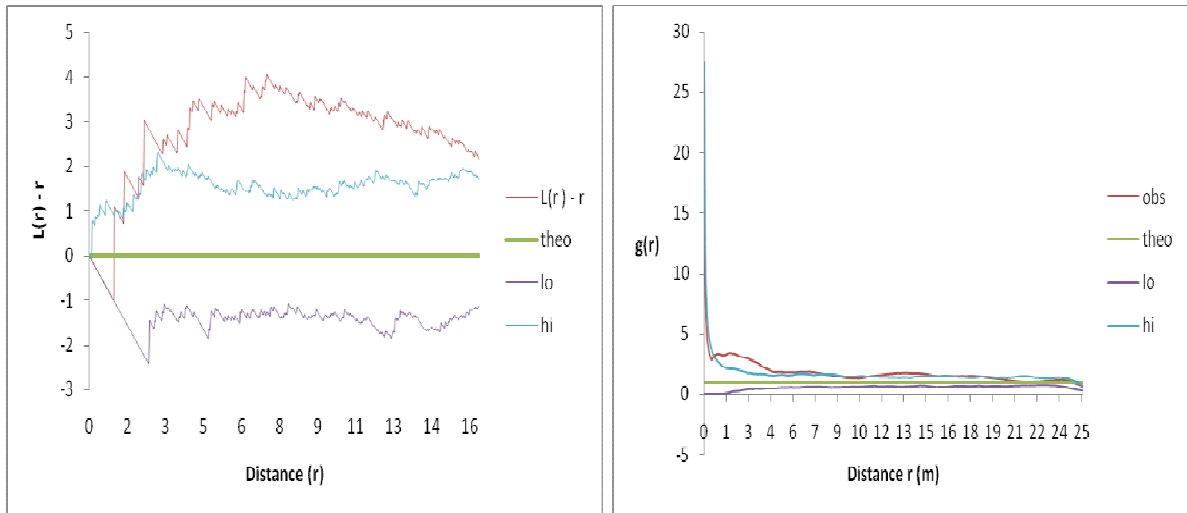 5
4
3
2
1
0
-1
-2
-3
L(r) - r
0 2 3 5 6 8 9 11 13 14 16
Distance (r)
L(r) - r
theo
lo
hi
30
25
20
15
10
5
0
-5
g(r)
0 1 3 4 6 7 9 10 12 13 15 16 18 19 21 22 24 25
Distance r (m)
obs
theo
lo
hi